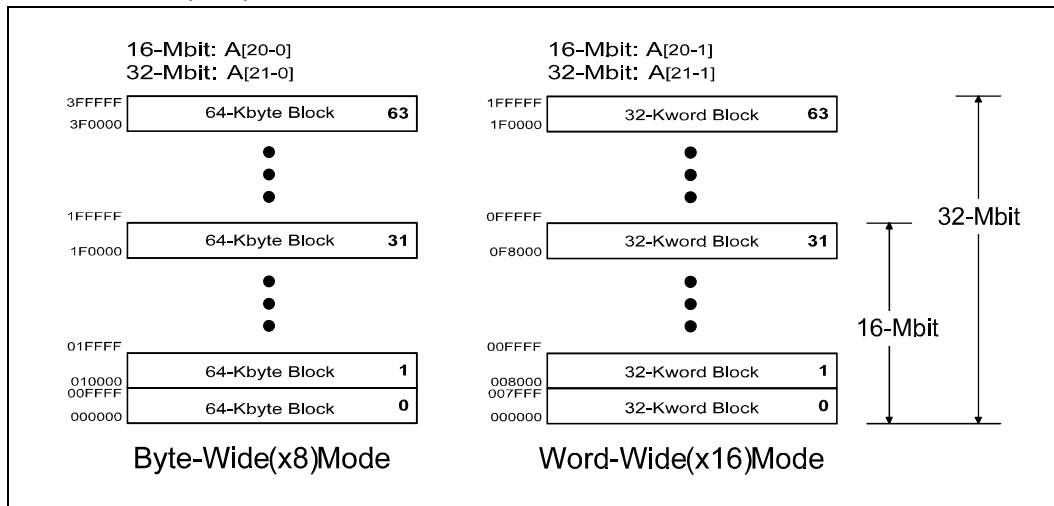 16-Mbit: A[20-0]
32-Mbit: A[21-0]
3FFFFF
3F0000
64-Kbyte Block 63
1FFFFF
1F0000
64-Kbyte Block 31
01FFFF
010000
64-Kbyte Block 1
00FFFF
000000
64-Kbyte Block 0
Byte-Wide(x8)Mode
16-Mbit: A[20-1]
32-Mbit: A[21-1]
1FFFFF
1F0000
32-Kword Block 63
0FFFFF
0F8000
32-Kword Block 31
00FFFF
008000
32-Kword Block 1
007FFF
000000
32-Kword Block 0
Word-Wide(x16)Mode
16-Mbit
32-Mbit